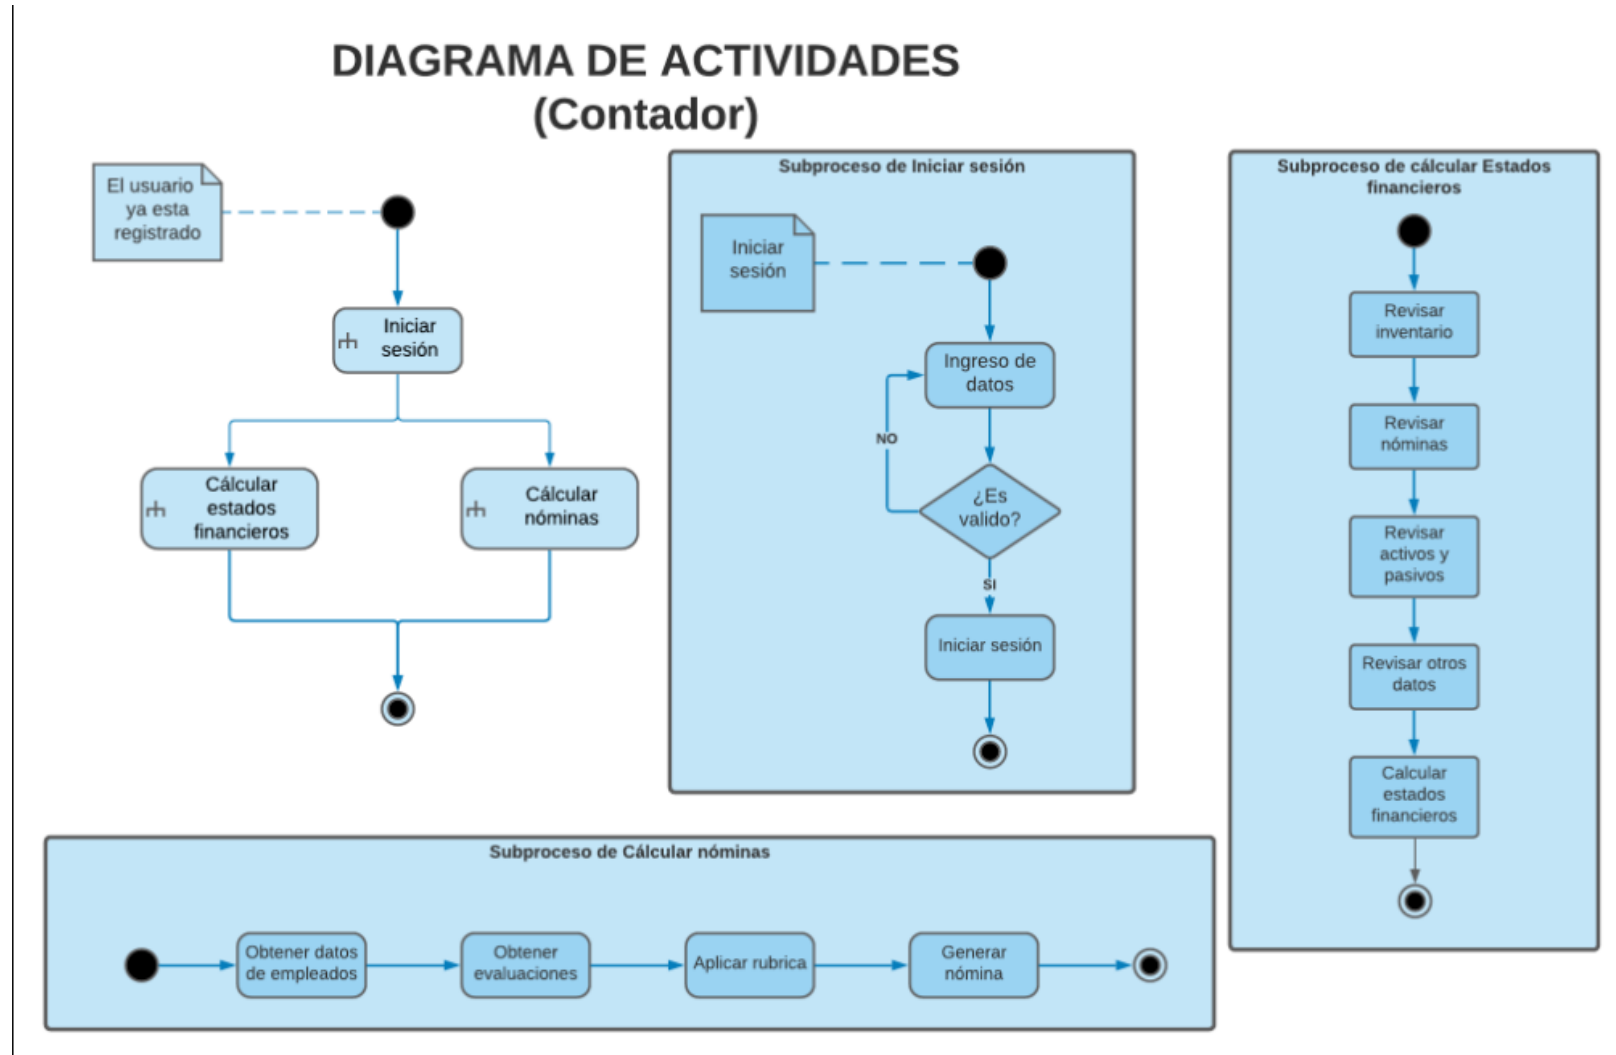 DIAGRAMA DE ACTIVIDADES
(Contador)
El usuario
ya esta
registrado
Iniciar
sesión
Cálcular
estados
financieros
Cálcular
nóminas
Subproceso de Iniciar sesión
Iniciar
sesión
Ingreso de
datos
NO
¿Es
valido?
SI
Iniciar sesión
Subproceso de cálcular Estados
financieros
Revisar
inventario
Revisar
nóminas
Revisar
activos y
pasivos
Revisar otros
datos
Calcular
estados
financieros
Subproceso de Cálcular nóminas
Obtener datos
de empleados
Obtener
evaluaciones
Aplicar rubrica
Generar
nómina